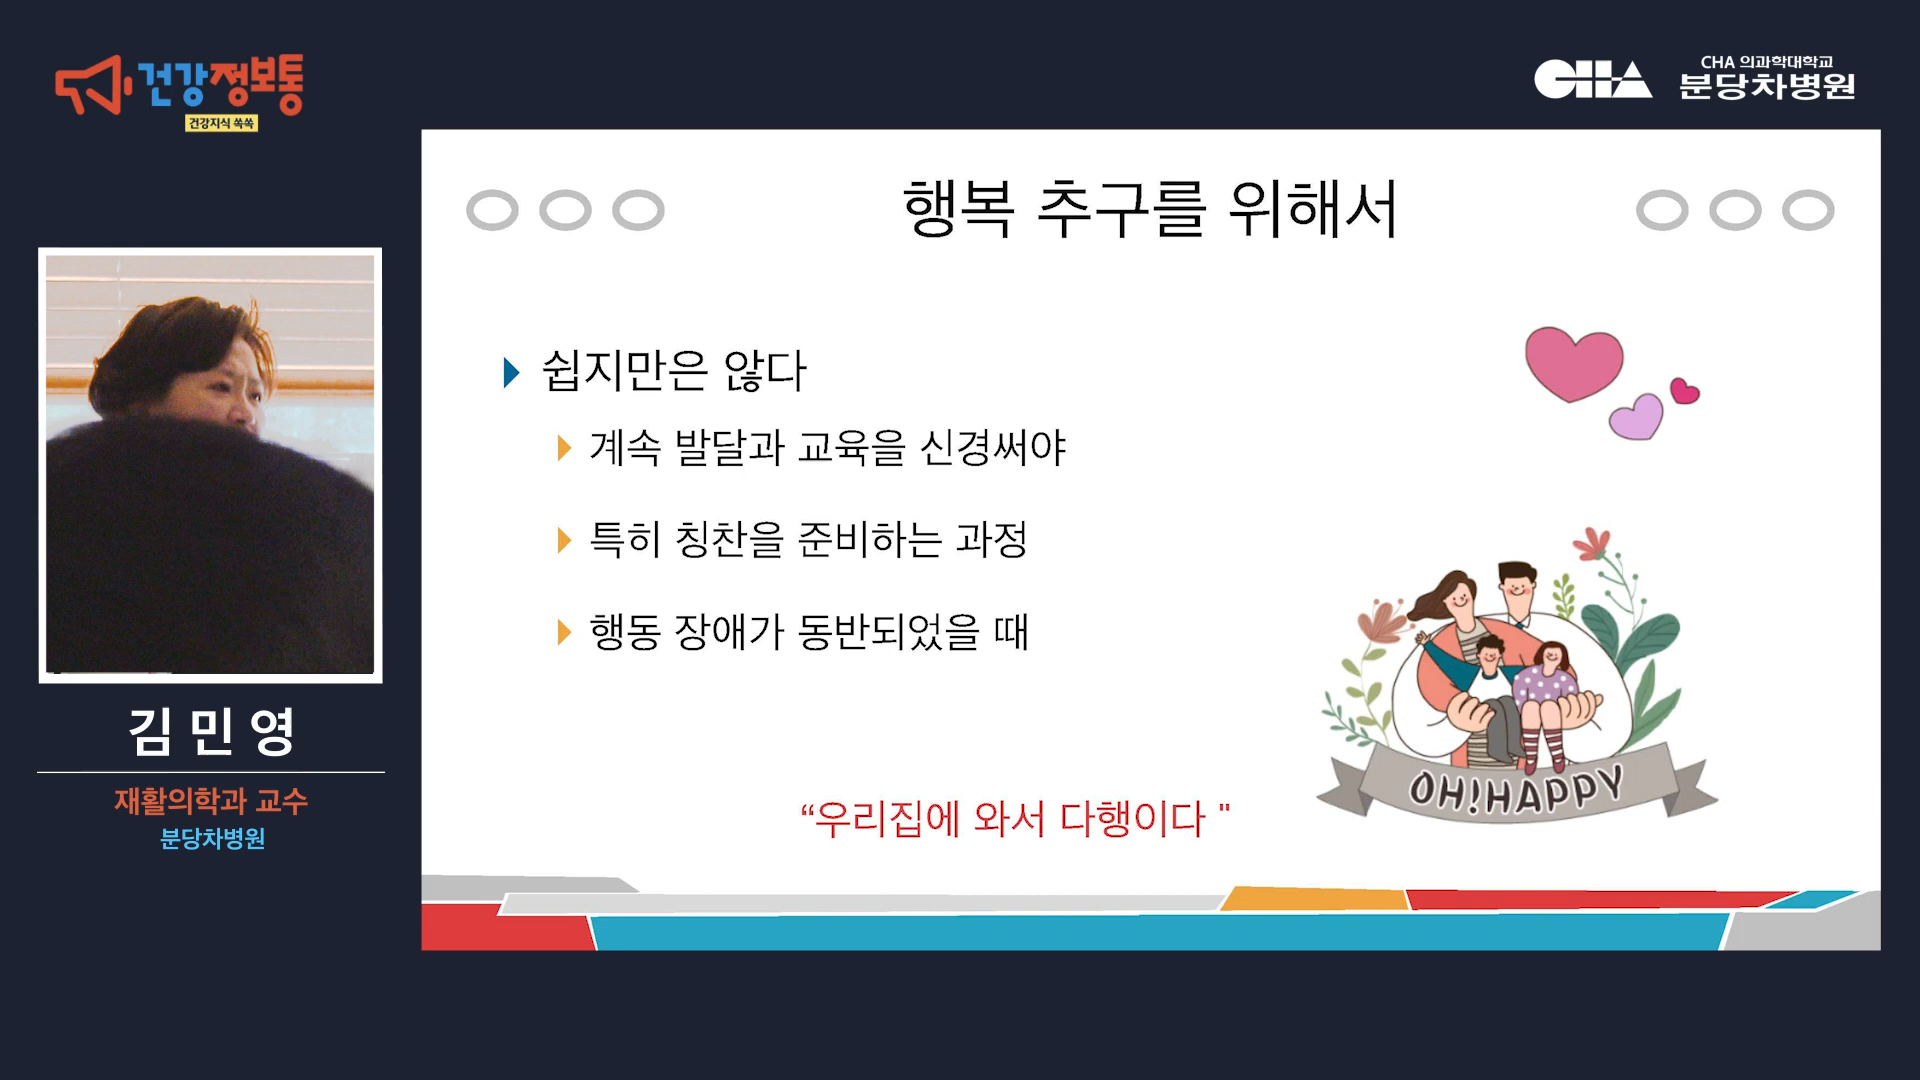 건강정보통
건강지식 쏙쏙
CHA
CHA 의과학대학교
분당차병원
행복 추구를 위해서
쉽지만은 않다
계속 발달과 교육을 신경써야
특히 칭찬을 준비하는 과정
행동 장애가 동반되었을 때
OH!HAPPY
“우리집에 와서 다행이다 "
김민영
재활의학과 교수
분당차병원